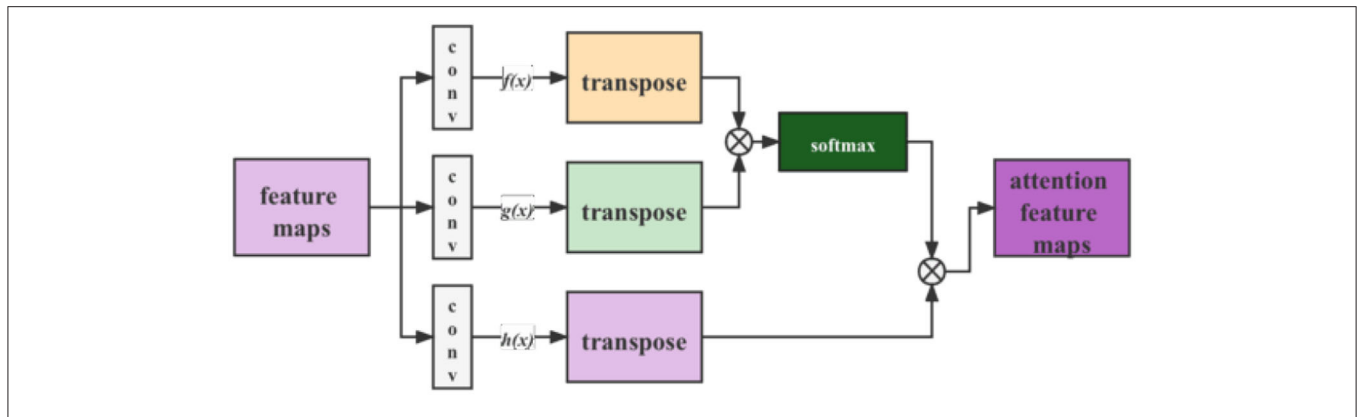 c
o
n
v
f(x)
transpose
softmax
feature
maps
c
o
n
v
g(x)
transpose
attention
feature
maps
c
o
n
v
h(x)
transpose